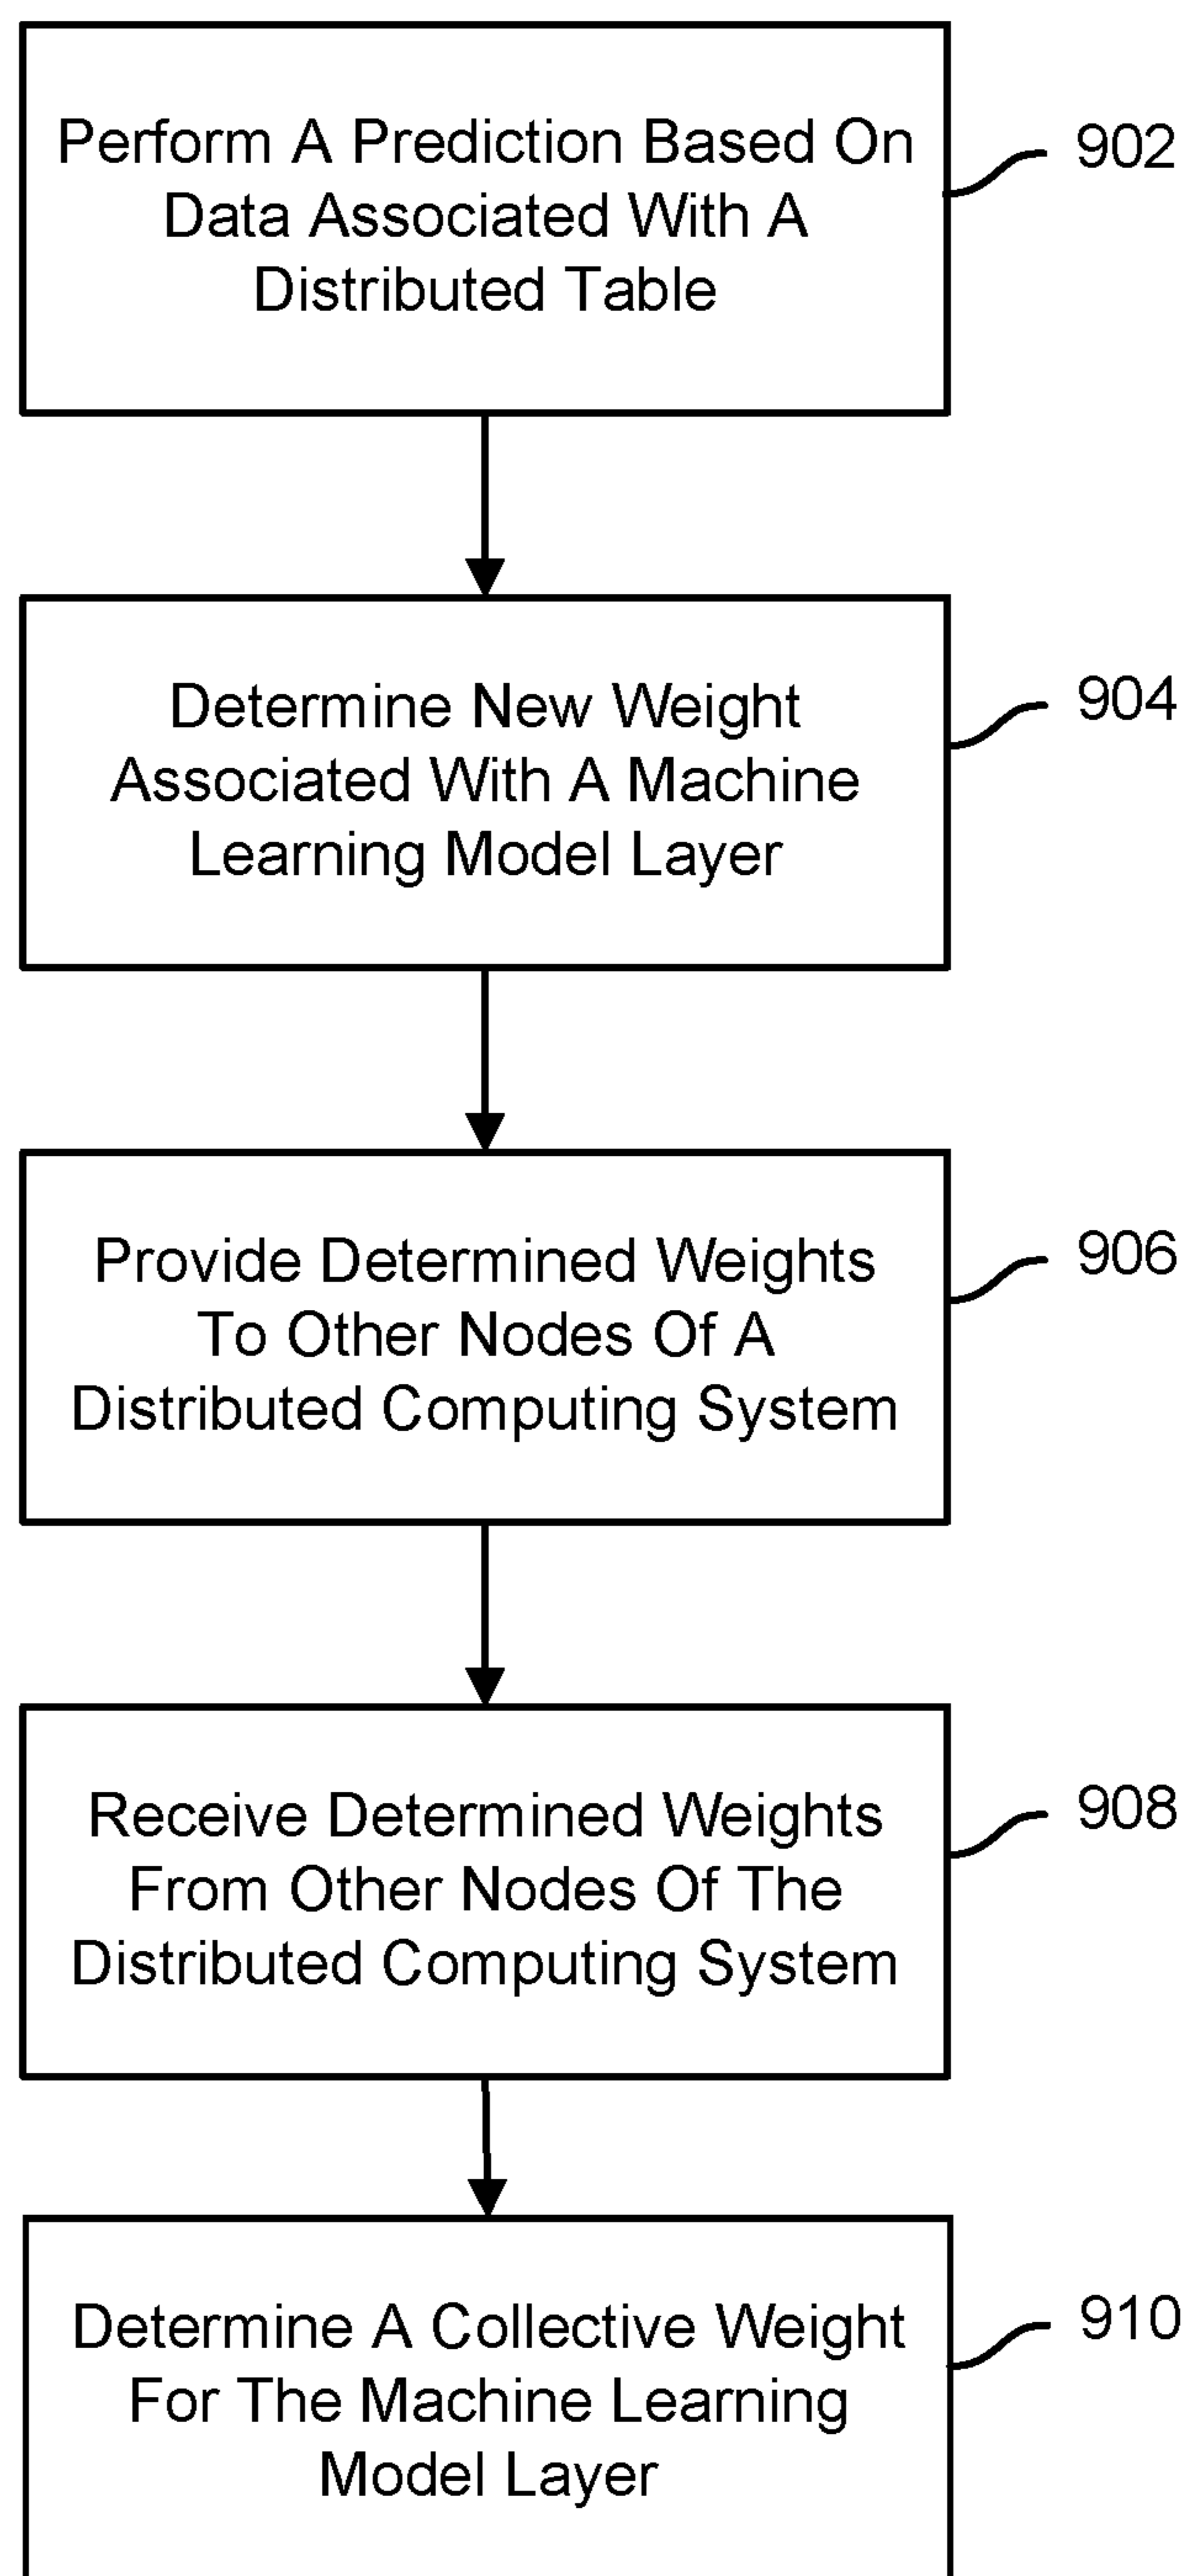 Perform A Prediction Based On
Data Associated With A
Distributed Table
902
Determine New Weight
Associated With A Machine
Learning Model Layer
904
Provide Determined Weights
To Other Nodes Of A
Distributed Computing System
906
Receive Determined Weights
From Other Nodes Of The
Distributed Computing System
908
Determine A Collective Weight
For The Machine Learning
Model Layer
910